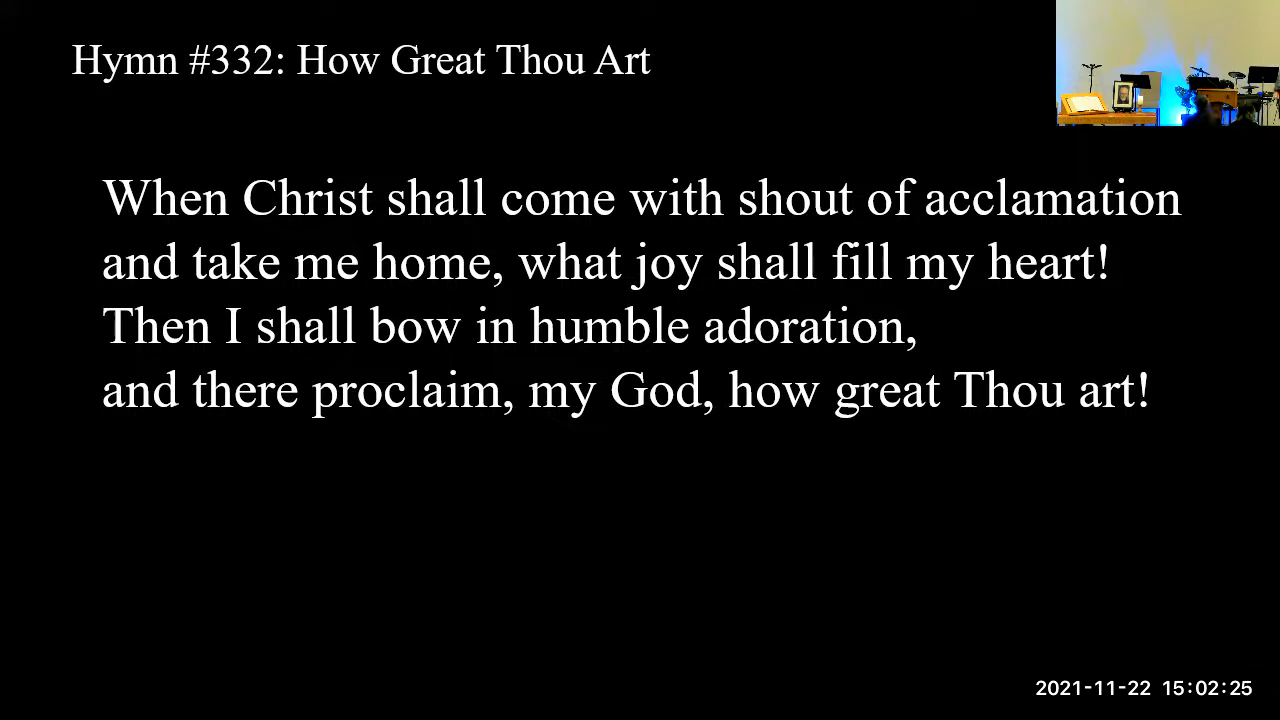 Hymn #332: How Great Thou Art
When Christ shall come with shout of acclamation
and take me home, what joy shall fill my heart!
Then I shall bow in humble adoration,
and there proclaim, my God, how great Thou art!
2021-11-22 15:02:25